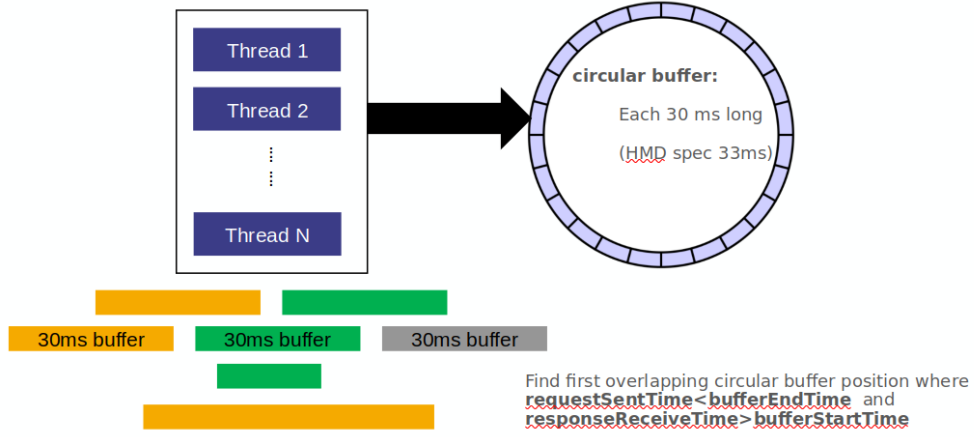 Thread 1
Thread 2
Thread N
circular buffer:
Each 30 ms long
(HMD spec 33ms)
30ms buffer
30ms buffer
30ms buffer
Find first overlapping circular buffer position where
requestSentTime<bufferEndTime and
responseReceiveTime>bufferStartTime